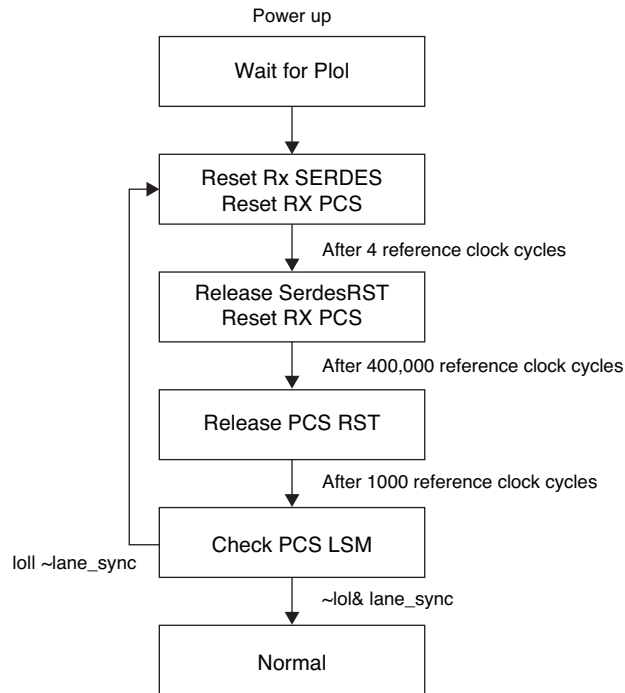 Power up
Wait for Plol
Reset Rx SERDES
Reset RX PCS
After 4 reference clock cycles
Release SerdesRST
Reset RX PCS
After 400,000 reference clock cycles
Release PCS RST
After 1000 reference clock cycles
Check PCS LSM
loll ~lane_sync
~lol& lane_sync
Normal